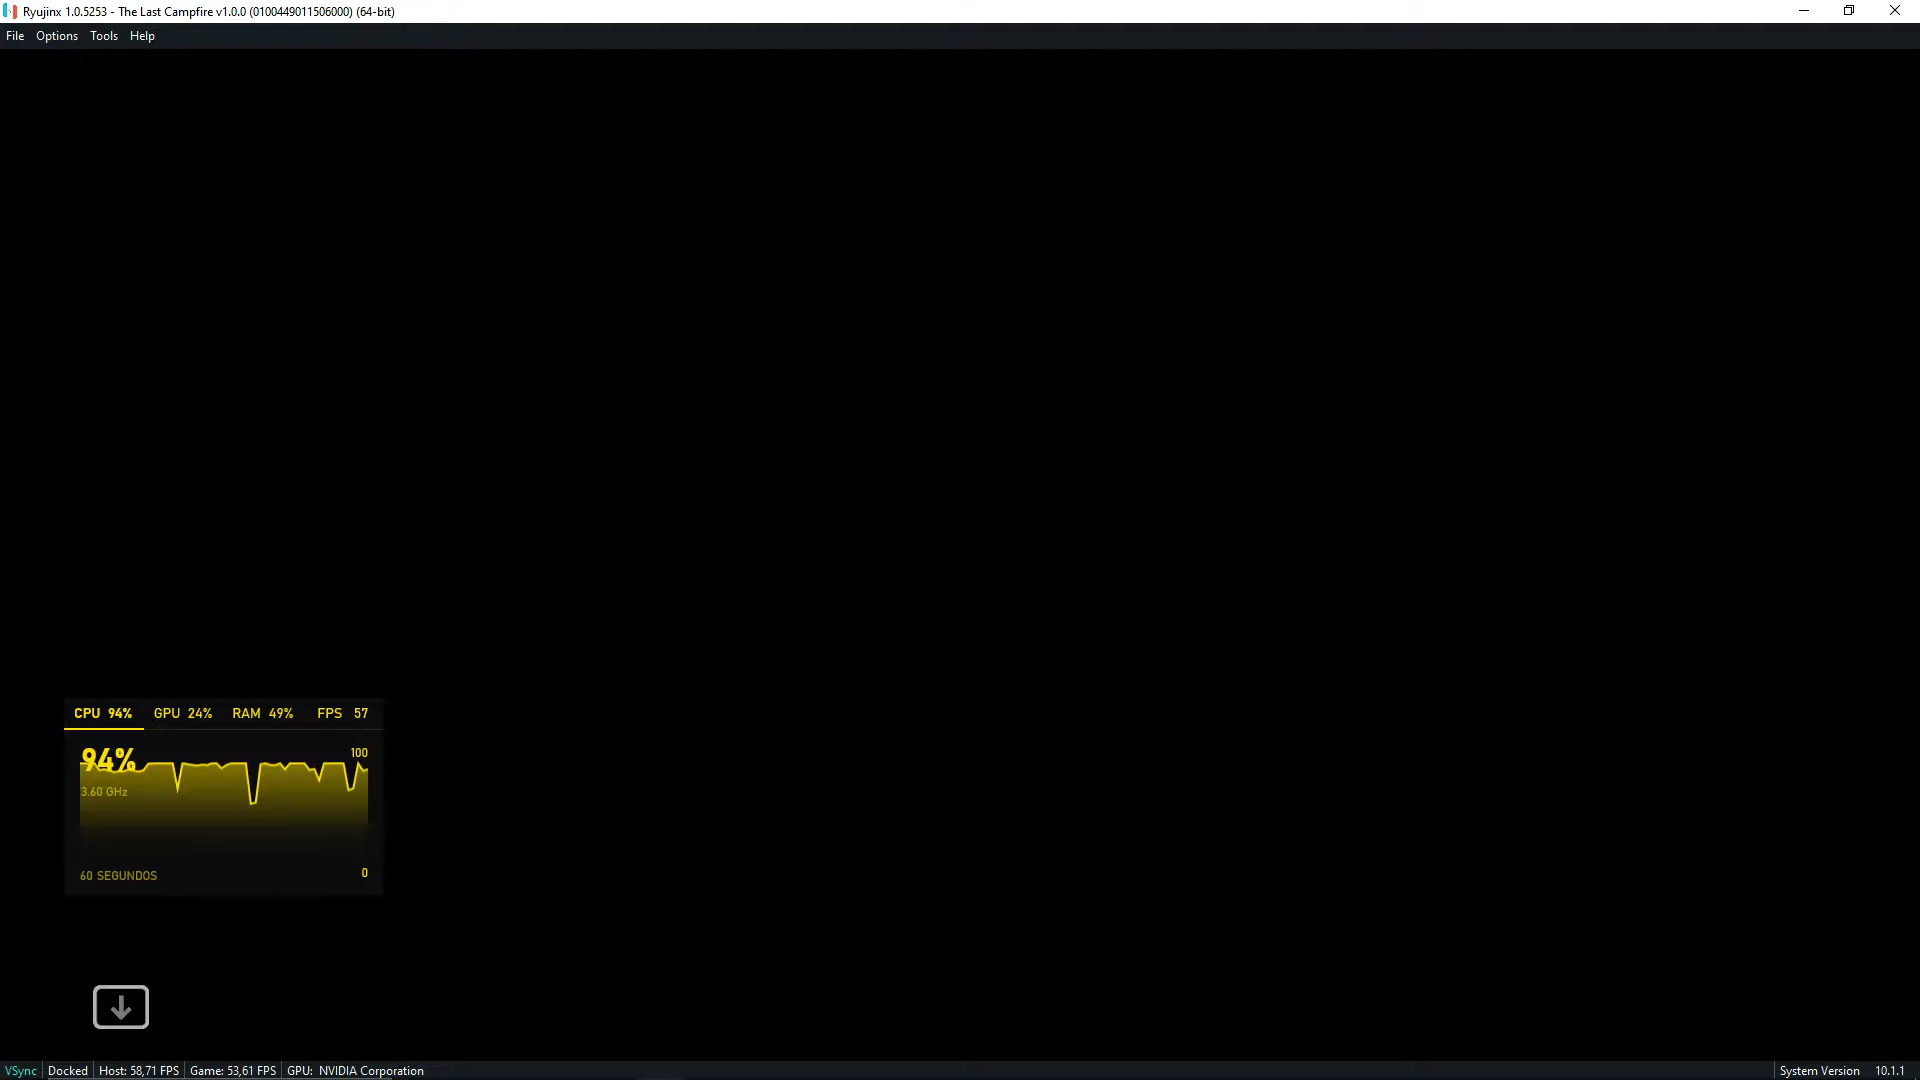 Ryujinx 1.0.5253 - The Last Campfire v1.0.0 (0100449011506000) (64-bit)
File Options Tools Help
CPU 94% GPU 24% RAM 49% FPS 57
94% 100
3.60 GHz
60 SEGUNDOS 0
VSync Docked Host: 58,71 FPS Game: 53,61 FPS GPU: NVIDIA Corporation System Version 10.1.1